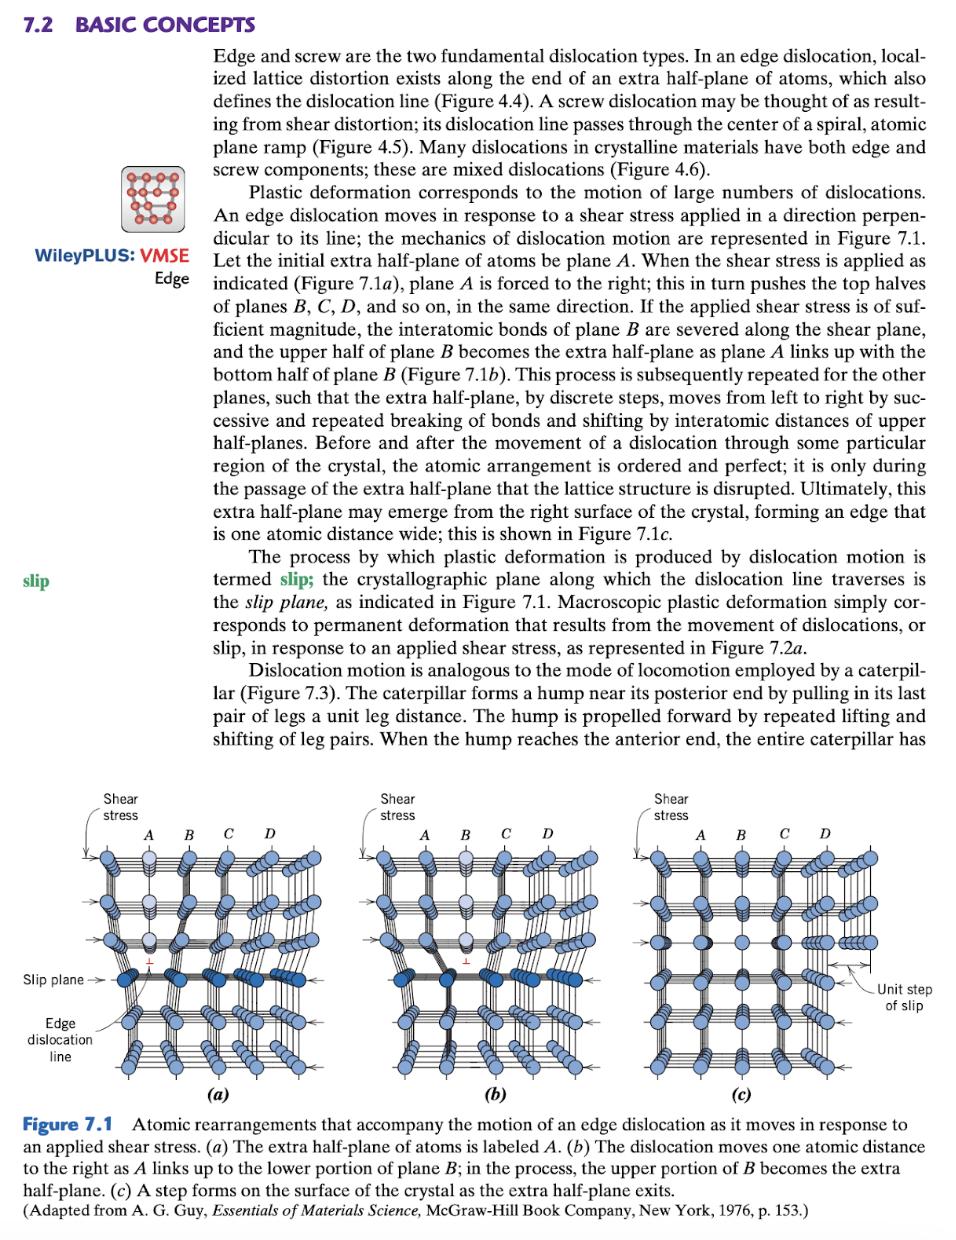 7.2 BASIC CONCEPTS
Edge and screw are the two fundamental dislocation types. In an edge dislocation, local-
ized lattice distortion exists along the end of an extra half-plane of atoms, which also
defines the dislocation line (Figure 4.4). A screw dislocation may be thought of as result-
ing from shear distortion; its dislocation line passes through the center of a spiral, atomic
plane ramp (Figure 4.5). Many dislocations in crystalline materials have both edge and
screw components; these are mixed dislocations (Figure 4.6).
Plastic deformation corresponds to the motion of large numbers of dislocations.
An edge dislocation moves in response to a shear stress applied in a direction perpen-
dicular to its line; the mechanics of dislocation motion are represented in Figure 7.1.
WileyPLUS: VMSE
Edge
Let the initial extra half-plane of atoms be plane A. When the shear stress is applied as
indicated (Figure 7.1a), plane A is forced to the right; this in turn pushes the top halves
of planes B, C, D, and so on, in the same direction. If the applied shear stress is of suf-
ficient magnitude, the interatomic bonds of plane B are severed along the shear plane,
and the upper half of plane B becomes the extra half-plane as plane A links up with the
bottom half of plane B (Figure 7.1b). This process is subsequently repeated for the other
planes, such that the extra half-plane, by discrete steps, moves from left to right by suc-
cessive and repeated breaking of bonds and shifting by interatomic distances of upper
half-planes. Before and after the movement of a dislocation through some particular
region of the crystal, the atomic arrangement is ordered and perfect; it is only during
the passage of the extra half-plane that the lattice structure is disrupted. Ultimately, this
extra half-plane may emerge from the right surface of the crystal, forming an edge that
is one atomic distance wide; this is shown in Figure 7.1c.
The process by which plastic deformation is produced by dislocation motion is
slip
termed slip; the crystallographic plane along which the dislocation line traverses is
the slip plane, as indicated in Figure 7.1. Macroscopic plastic deformation simply cor-
responds to permanent deformation that results from the movement of dislocations, or
slip, in response to an applied shear stress, as represented in Figure 7.2a.
Dislocation motion is analogous to the mode of locomotion employed by a caterpil-
lar (Figure 7.3). The caterpillar forms a hump near its posterior end by pulling in its last
pair of legs a unit leg distance. The hump is propelled forward by repeated lifting and
shifting of leg pairs. When the hump reaches the anterior end, the entire caterpillar has
Shear
stress
A B C D
Slip plane
Edge
dislocation
line
(a)
Shear
stress
A B C D
(b)
Shear
stress
A B C D
Unit step
of slip
(c)
Figure 7.1 Atomic rearrangements that accompany the motion of an edge dislocation as it moves in response to
an applied shear stress. (a) The extra half-plane of atoms is labeled A. (b) The dislocation moves one atomic distance
to the right as A links up to the lower portion of plane B; in the process, the upper portion of B becomes the extra
half-plane. (c) A step forms on the surface of the crystal as the extra half-plane exits.
(Adapted from A. G. Guy, Essentials of Materials Science, McGraw-Hill Book Company, New York, 1976, p. 153.)